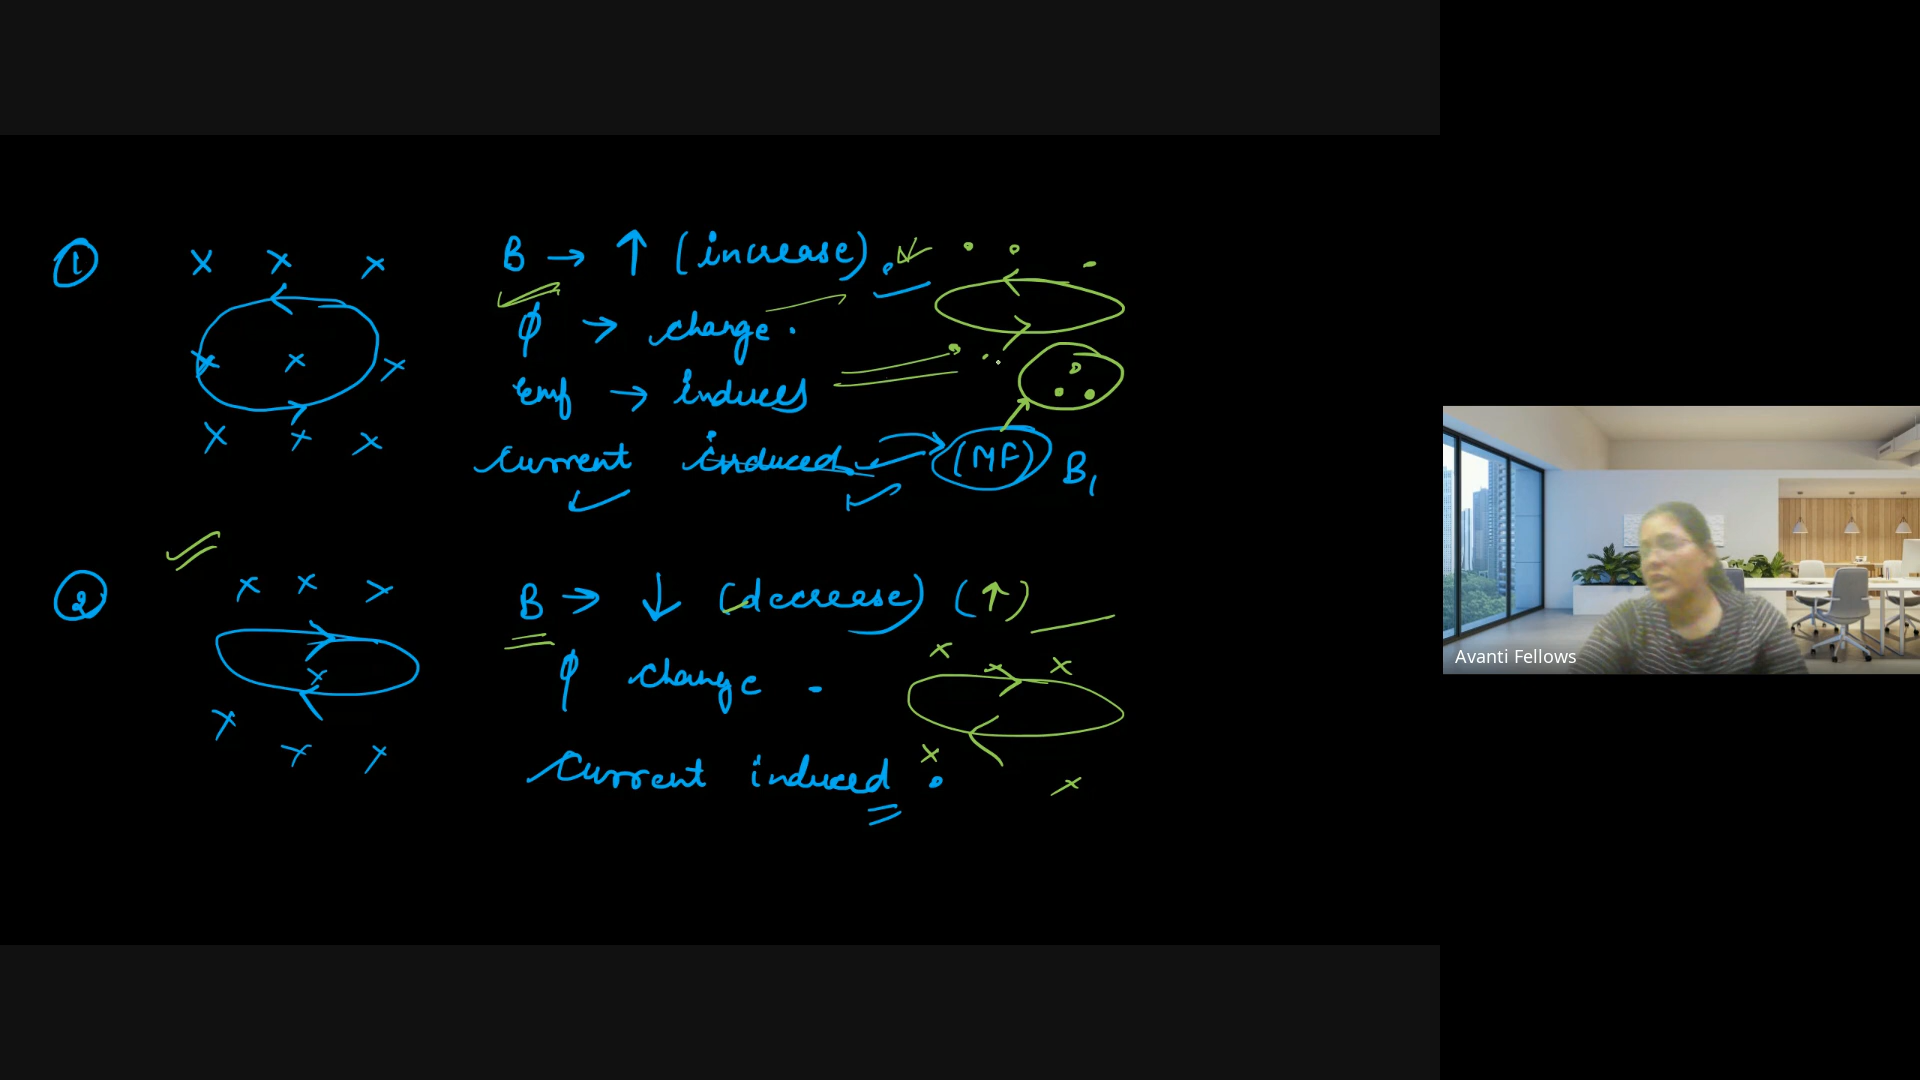 1 x x x B → ↑ (increase).
ϕ → change.
x x x emf → induces
x x x Current induced → (MF) B1
2 x x x B → ↓ (decrease) (↑)
x ϕ change. x x x
x x x Current induced. x x
Avanti Fellows